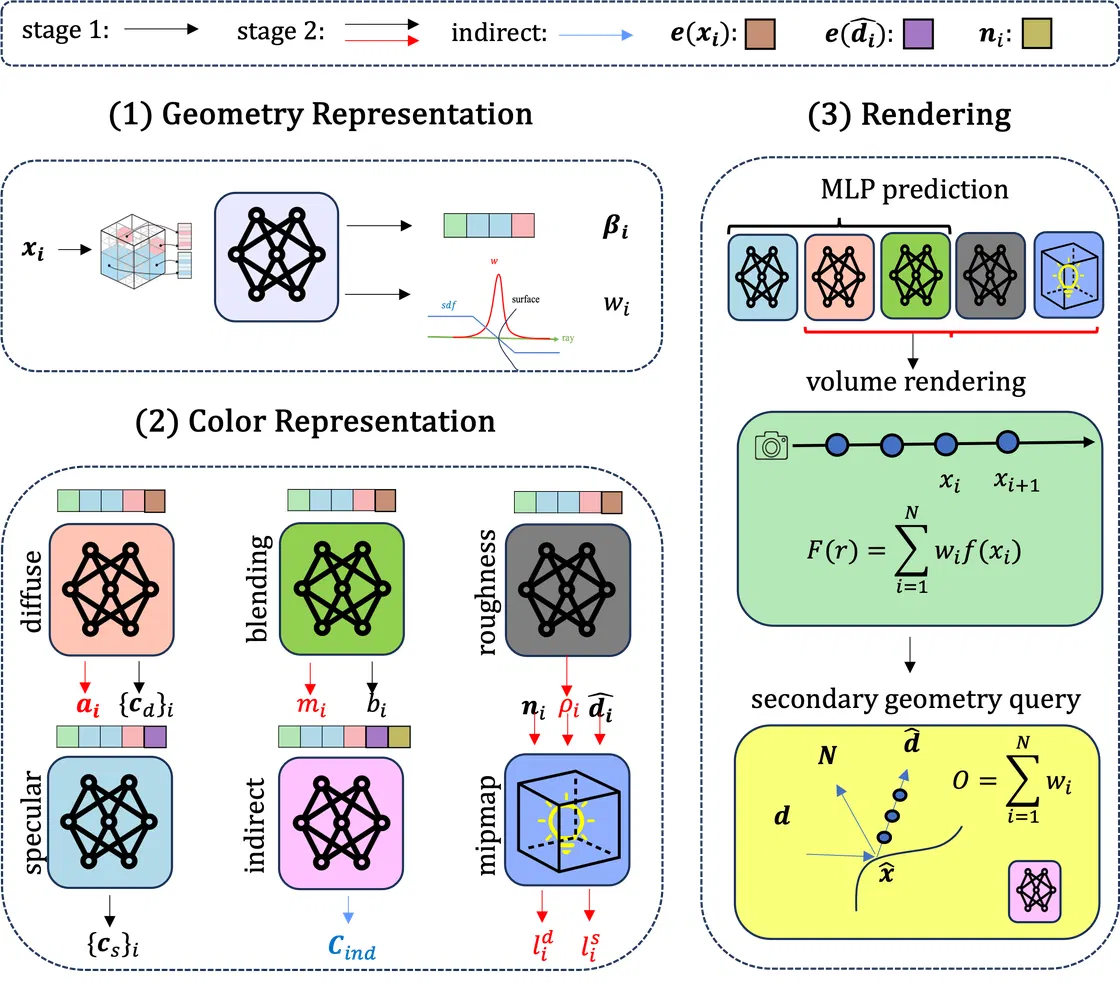 stage 1: stage 2: indirect: e(x_i): e(\hat{d_i}): n_i:
(1) Geometry Representation
x_i
β_i
w
sdf
surface
ray
w_i
(2) Color Representation
diffuse
a_i {c_d}_i
blending
m_i b_i
roughness
n_i ρ_i \hat{d_i}
specular
{c_s}_i
indirect
C_ind
mipmap
l_i^d l_i^s
(3) Rendering
MLP prediction
volume rendering
x_i x_{i+1}
F(r) = \sum_{i=1}^{N} w_i f(x_i)
secondary geometry query
N \hat{d}
O = \sum_{i=1}^{N} w_i
d
\hat{x}